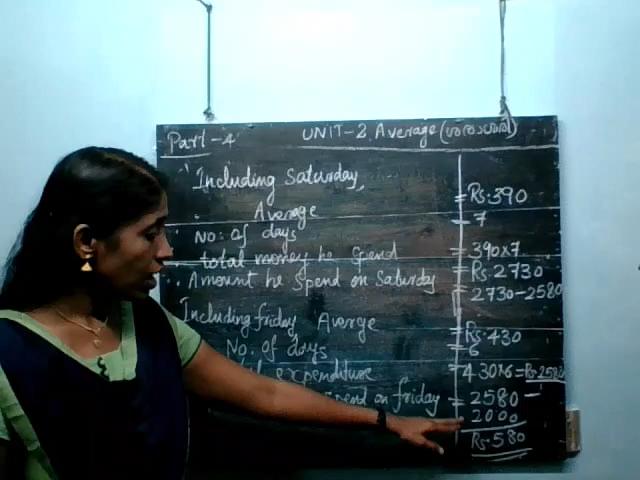 Part-4
UNIT-2 Average (ശരാശരി)
Including Saturday,
Average = Rs.390
No: of days = 7
total money he spend = 390x7
= Rs.2730
∴ Amount he spend on Saturday = 2730-2580
Including friday Averge = Rs.430
No. of days = 6
expenditure = 430x6=Rs.2580
spend on friday = 2580 -
2000
Rs.580